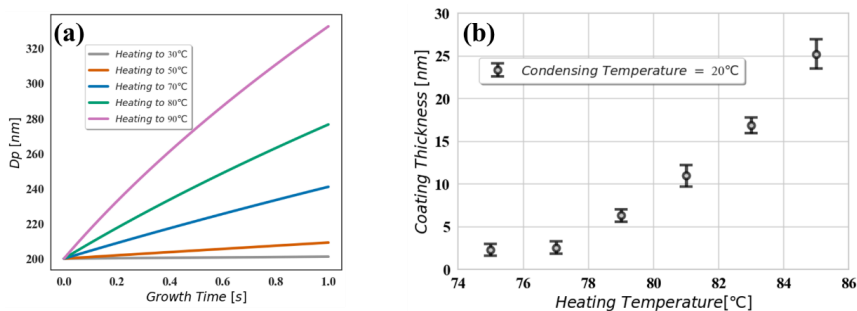 (a)
Heating to 30℃
Heating to 50℃
Heating to 70℃
Heating to 80℃
Heating to 90℃
Dp [nm]
320
300
280
260
240
220
200
0.0 0.2 0.4 0.6 0.8 1.0
Growth Time [s]
(b)
Condensing Temperature = 20℃
Coating Thickness [nm]
30
25
20
15
10
5
0
74 76 78 80 82 84 86
Heating Temperature[℃]